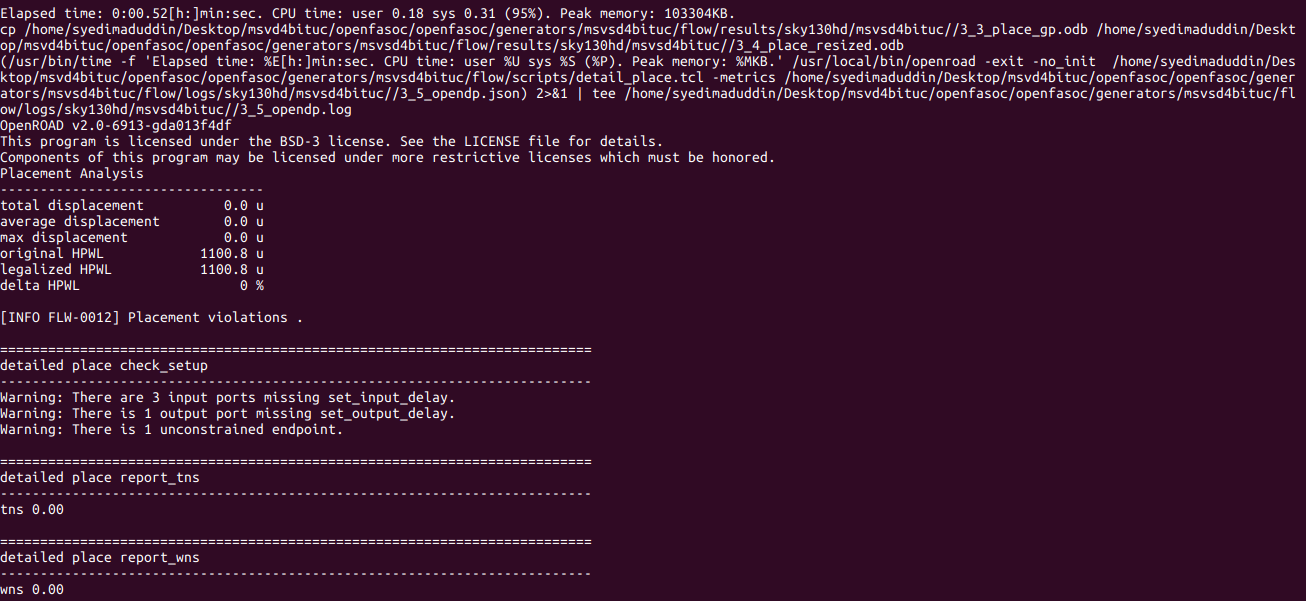 Elapsed time: 0:00.52[h:]min:sec. CPU time: user 0.18 sys 0.31 (95%). Peak memory: 103304KB.
cp /home/syedimaduddin/Desktop/msvd4bituc/openfasoc/openfasoc/generators/msvsd4bituc/flow/results/sky130hd/msvsd4bituc//3_3_place_gp.odb /home/syedimaduddin/Deskt
op/msvd4bituc/openfasoc/openfasoc/generators/msvsd4bituc/flow/results/sky130hd/msvsd4bituc//3_4_place_resized.odb
(/usr/bin/time -f 'Elapsed time: %E[h:]min:sec. CPU time: user %U sys %S (%P). Peak memory: %MKB.' /usr/local/bin/openroad -exit -no_init  /home/syedimaduddin/Des
ktop/msvd4bituc/openfasoc/openfasoc/generators/msvsd4bituc/flow/scripts/detail_place.tcl -metrics /home/syedimaduddin/Desktop/msvd4bituc/openfasoc/openfasoc/gener
ators/msvsd4bituc/flow/logs/sky130hd/msvsd4bituc//3_5_opendp.json) 2>&1 | tee /home/syedimaduddin/Desktop/msvd4bituc/openfasoc/openfasoc/generators/msvsd4bituc/fl
ow/logs/sky130hd/msvsd4bituc//3_5_opendp.log
OpenROAD v2.0-6913-gda013f4df
This program is licensed under the BSD-3 license. See the LICENSE file for details.
Components of this program may be licensed under more restrictive licenses which must be honored.
Placement Analysis
---------------------------------
total displacement          0.0 u
average displacement        0.0 u
max displacement            0.0 u
original HPWL            1100.8 u
legalized HPWL           1100.8 u
delta HPWL                    0 %
[INFO FLW-0012] Placement violations .
==========================================================================
detailed place check_setup
--------------------------------------------------------------------------
Warning: There are 3 input ports missing set_input_delay.
Warning: There is 1 output port missing set_output_delay.
Warning: There is 1 unconstrained endpoint.
==========================================================================
detailed place report_tns
--------------------------------------------------------------------------
tns 0.00
==========================================================================
detailed place report_wns
--------------------------------------------------------------------------
wns 0.00